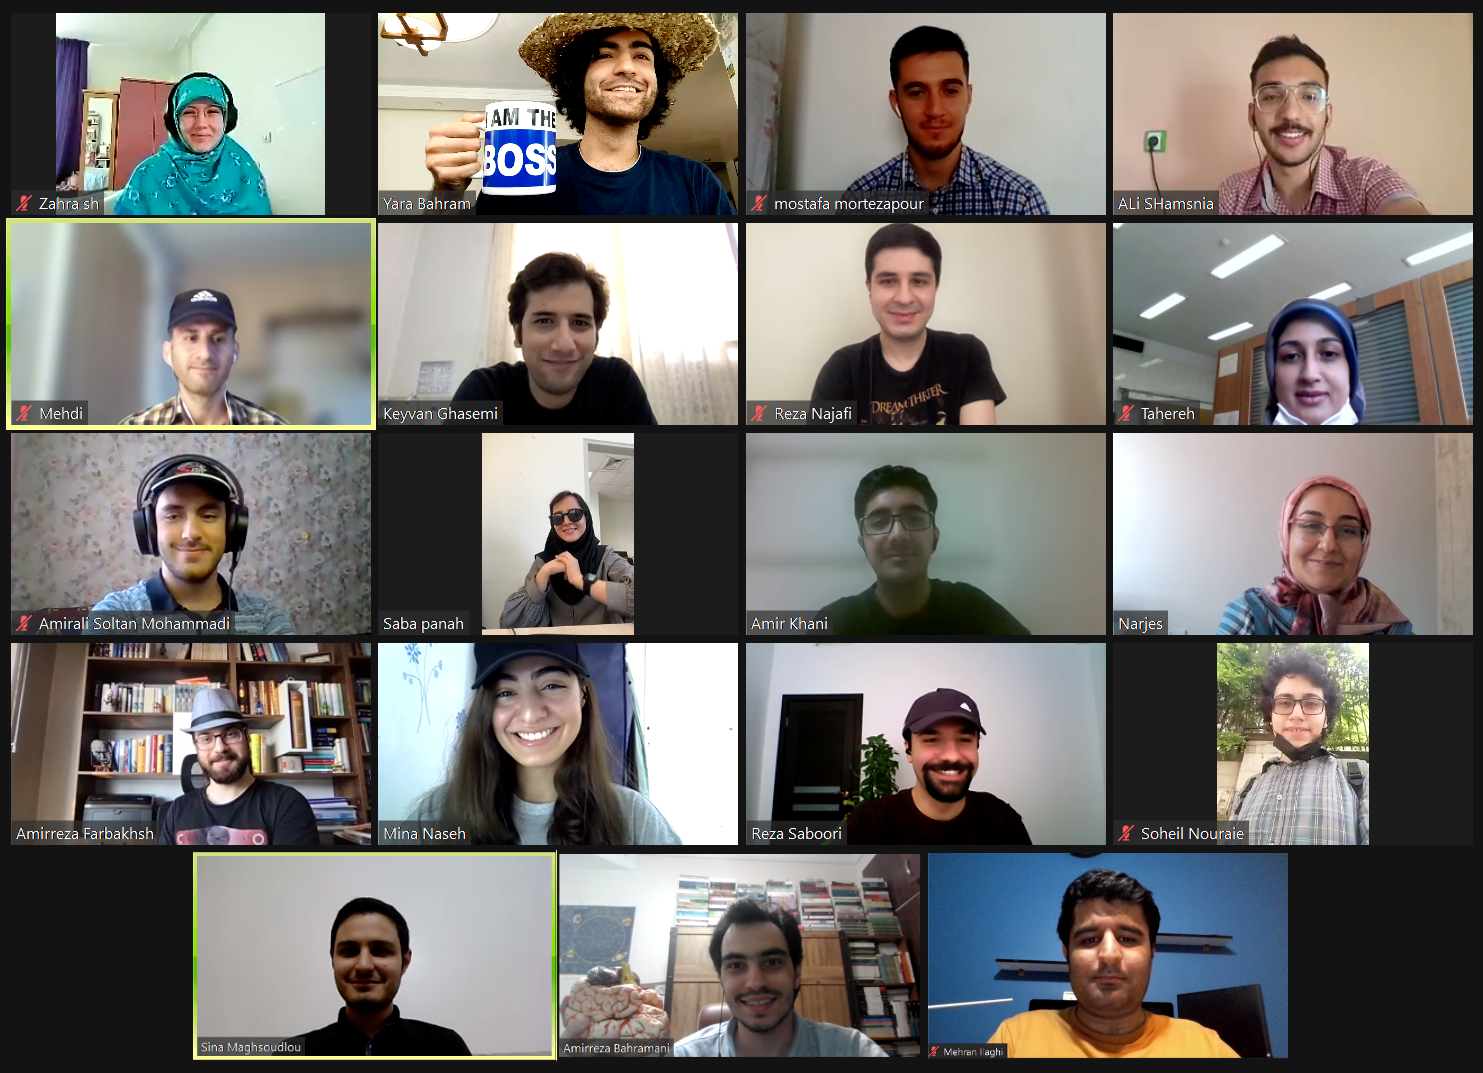 Zahra sh
I AM THE
BOSS
Yara Bahram
mostafa mortezapour
ALi SHamsnia
adidas
Mehdi
Keyvan Ghasemi
DREAM THEATER
Reza Najafi
Tahereh
Amirali Soltan Mohammadi
Saba panah
Amir Khani
Narjes
Amirreza Farbakhsh
Mina Naseh
Reza Saboori
Soheil Nouraie
Sina Maghsoudlou
Amirreza Bahramani
Mehran Ilaghi